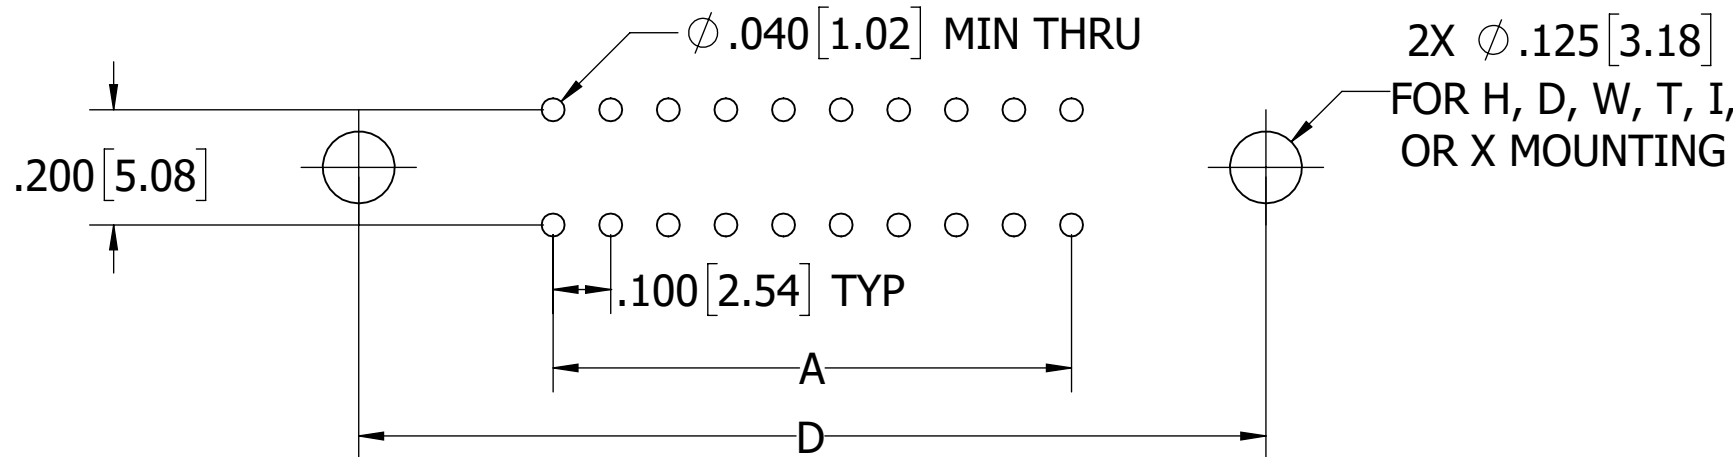 ⌀ .040[1.02] MIN THRU
2X ⌀ .125[3.18]
FOR H, D, W, T, I,
OR X MOUNTING
.200[5.08]
.100[2.54] TYP
A
D